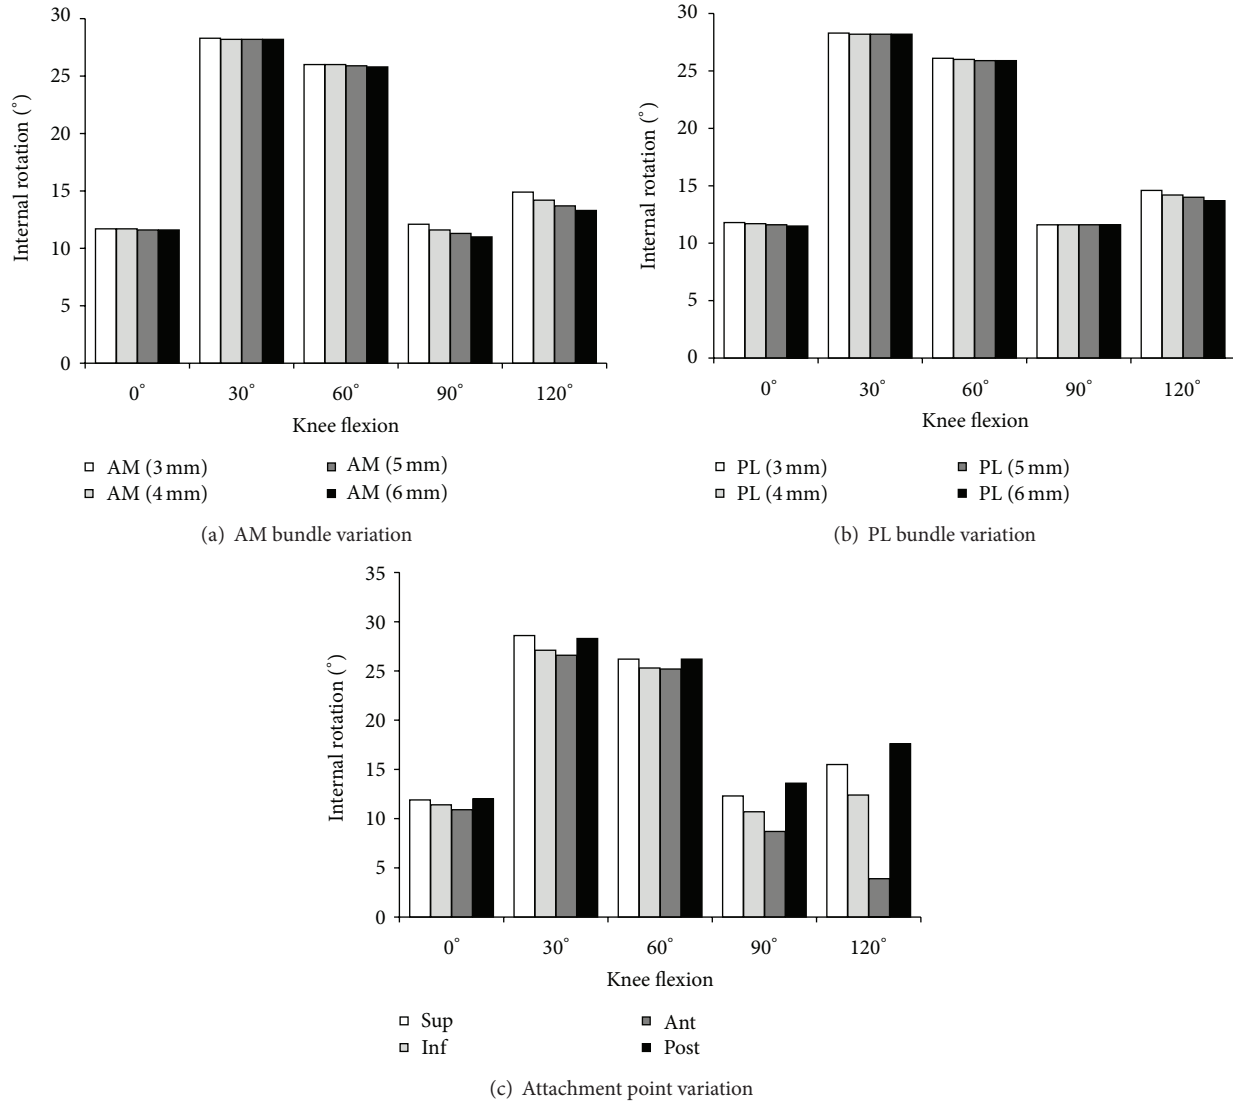 30
25
20
15
10
5
0
Internal rotation (°)
0° 30° 60° 90° 120°
Knee flexion
AM (3 mm) AM (5 mm)
AM (4 mm) AM (6 mm)
(a) AM bundle variation
30
25
20
15
10
5
0
Internal rotation (°)
0° 30° 60° 90° 120°
Knee flexion
PL (3 mm) PL (5 mm)
PL (4 mm) PL (6 mm)
(b) PL bundle variation
35
30
25
20
15
10
5
0
Internal rotation (°)
0° 30° 60° 90° 120°
Knee flexion
Sup Ant
Inf Post
(c) Attachment point variation